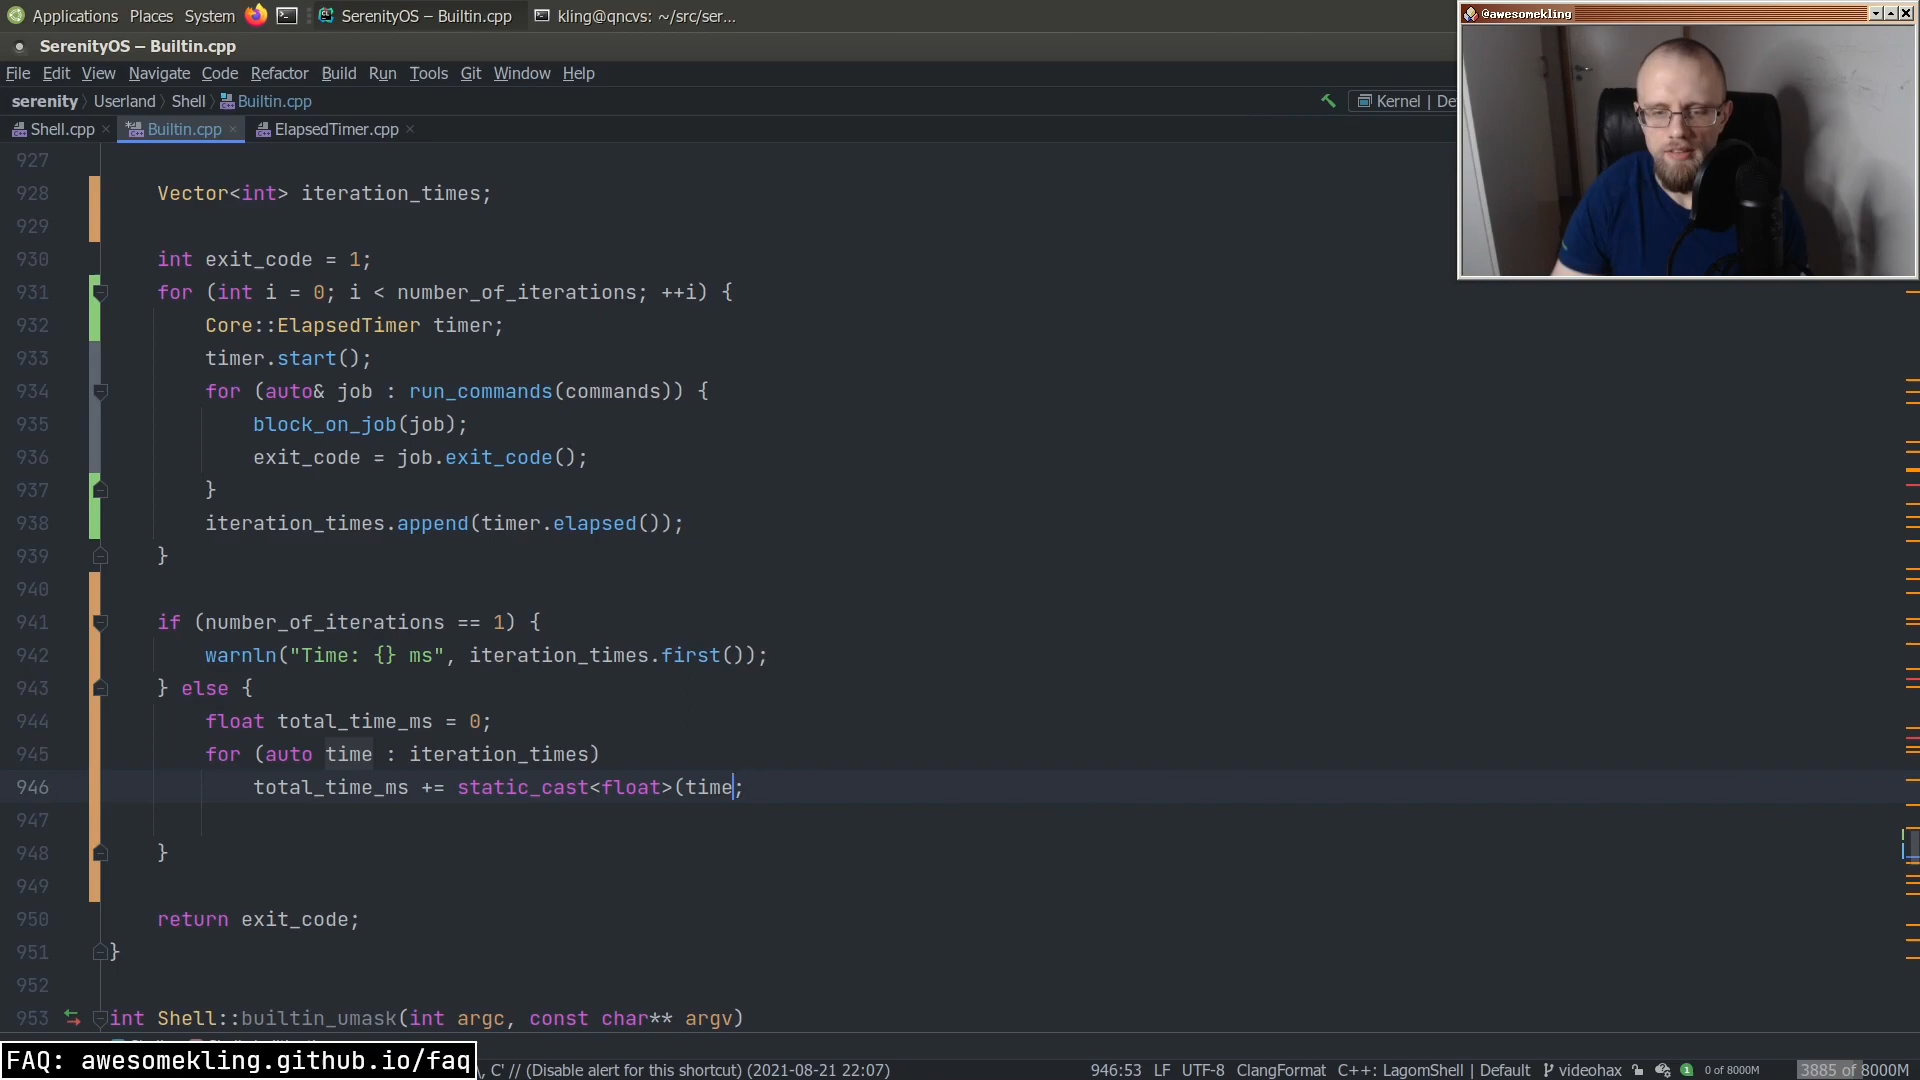 Applications Places System SerenityOS – Builtin.cpp kling@qncvs: ~/src/ser...
@awesomekling
SerenityOS – Builtin.cpp
File Edit View Navigate Code Refactor Build Run Tools Git Window Help
serenity Userland Shell Builtin.cpp Kernel | De
Shell.cpp Builtin.cpp ElapsedTimer.cpp
927
928 Vector<int> iteration_times;
929
930 int exit_code = 1;
931 for (int i = 0; i < number_of_iterations; ++i) {
932 Core::ElapsedTimer timer;
933 timer.start();
934 for (auto& job : run_commands(commands)) {
935 block_on_job(job);
936 exit_code = job.exit_code();
937 }
938 iteration_times.append(timer.elapsed());
939 }
940
941 if (number_of_iterations == 1) {
942 warnln("Time: {} ms", iteration_times.first());
943 } else {
944 float total_time_ms = 0;
945 for (auto time : iteration_times)
946 total_time_ms += static_cast<float>(time;
947
948 }
949
950 return exit_code;
951 }
952
953 int Shell::builtin_umask(int argc, const char** argv)
FAQ: awesomekling.github.io/faq
, C' // (Disable alert for this shortcut) (2021-08-21 22:07) 946:53 LF UTF-8 ClangFormat C++: LagomShell | Default videohax 1 0 of 8000M 3885 of 8000M